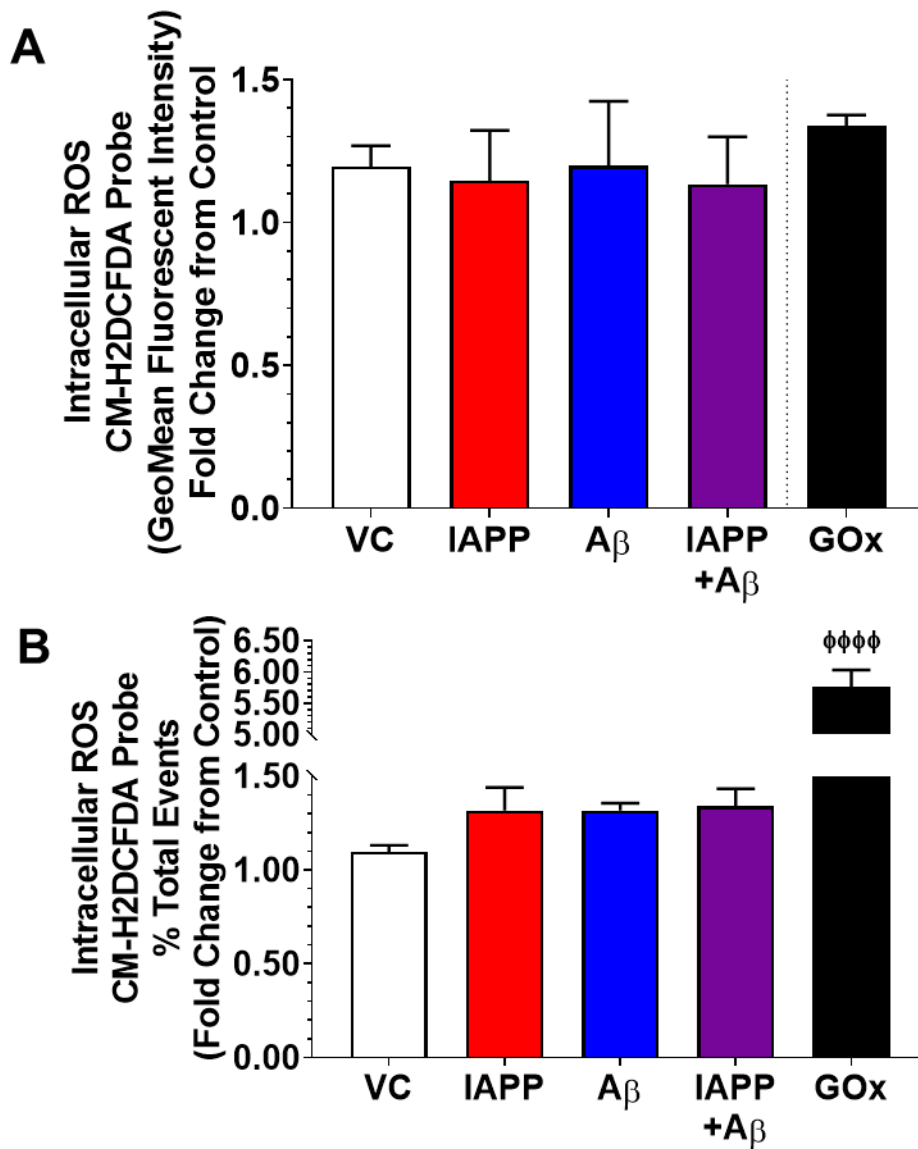 A
Intracellular ROS
CM-H2DCFDA Probe
(GeoMean Fluorescent Intensity)
Fold Change from Control
1.5
1.0
0.5
0.0
VC
IAPP
Aβ
IAPP
+Aβ
GOx
B
Intracellular ROS
CM-H2DCFDA Probe
% Total Events
(Fold Change from Control)
6.50
6.00
5.50
5.00
1.50
1.00
0.50
0.00
ϕϕϕϕ
VC
IAPP
Aβ
IAPP
+Aβ
GOx